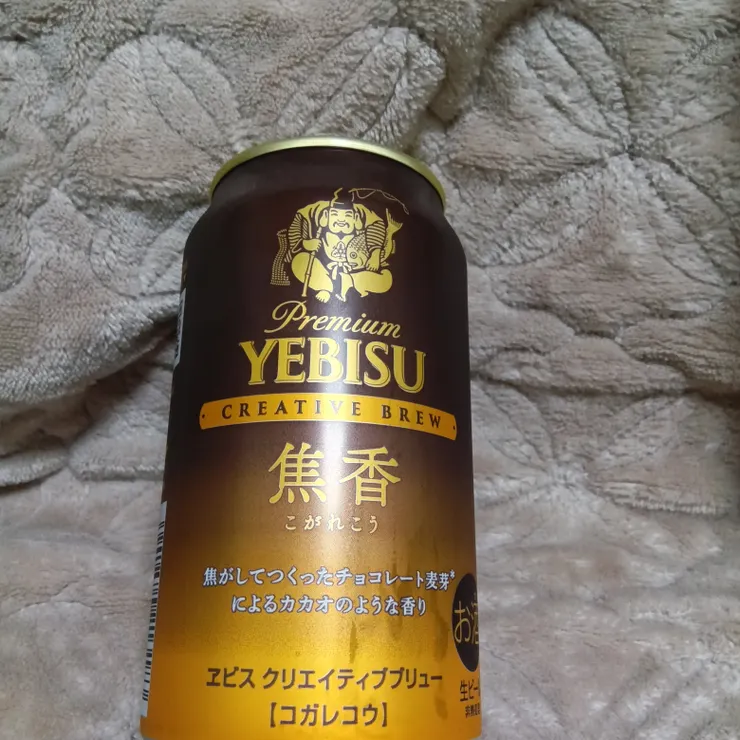 Premium
YEBISU
CREATIVE BREW
焦香
こがれこう
焦がしてつくったチョコレート麦芽*
によるカカオのような香り
ヱビス クリエイティブブリュー
【コガレコウ】
お酒
生ビー